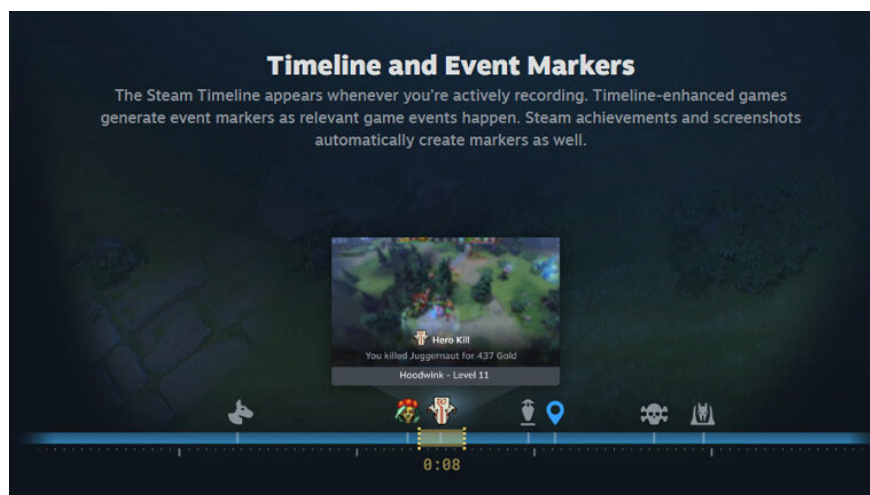 Timeline and Event Markers
The Steam Timeline appears whenever you're actively recording. Timeline-enhanced games
generate event markers as relevant game events happen. Steam achievements and screenshots
automatically create markers as well.
Hero Kill
You killed Juggernaut for 437 Gold
Hoodwink - Level 11
0:08